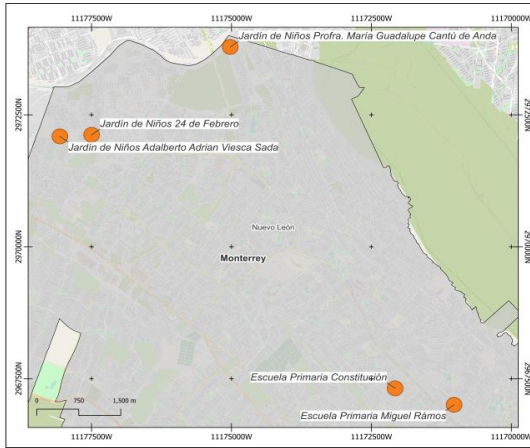 11177500W 11175000W 11172500W 11170000W
Jardín de Niños Profra. María Guadalupe Cantú de Anda
2972500N 2972500N
Jardín de Niños 24 de Febrero
Jardín de Niños Adalberto Adrian Viesca Sada
Nuevo León
2970000N 2970000N
Monterrey
Escuela Primaria Constitución
2967500N 2967500N
0 750 1,500 m
Escuela Primaria Miguel Rámos
11177500W 11175000W 11172500W 11170000W